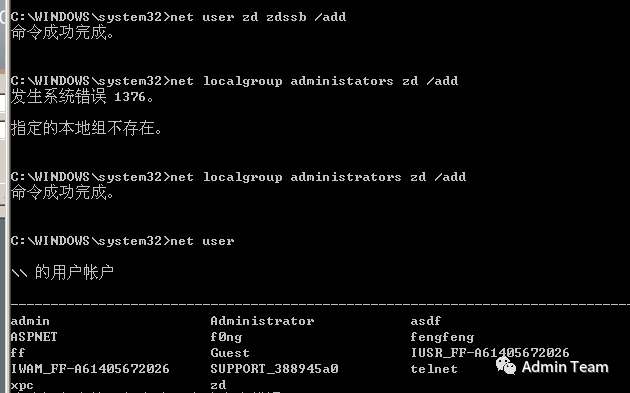 C:\WINDOWS\system32>net user zd zdssb /add
命令成功完成。
C:\WINDOWS\system32>net localgroup administators zd /add
发生系统错误 1376。
指定的本地组不存在。
C:\WINDOWS\system32>net localgroup administrators zd /add
命令成功完成。
C:\WINDOWS\system32>net user
\\ 的用户帐户
-------------------------------------------------------------------------------
admin Administrator asdf
ASPNET f0ng fengfeng
ff Guest IUSR_FF-A61405672026
IWAM_FF-A61405672026 SUPPORT_388945a0 telnet
xpc zd
Admin Team